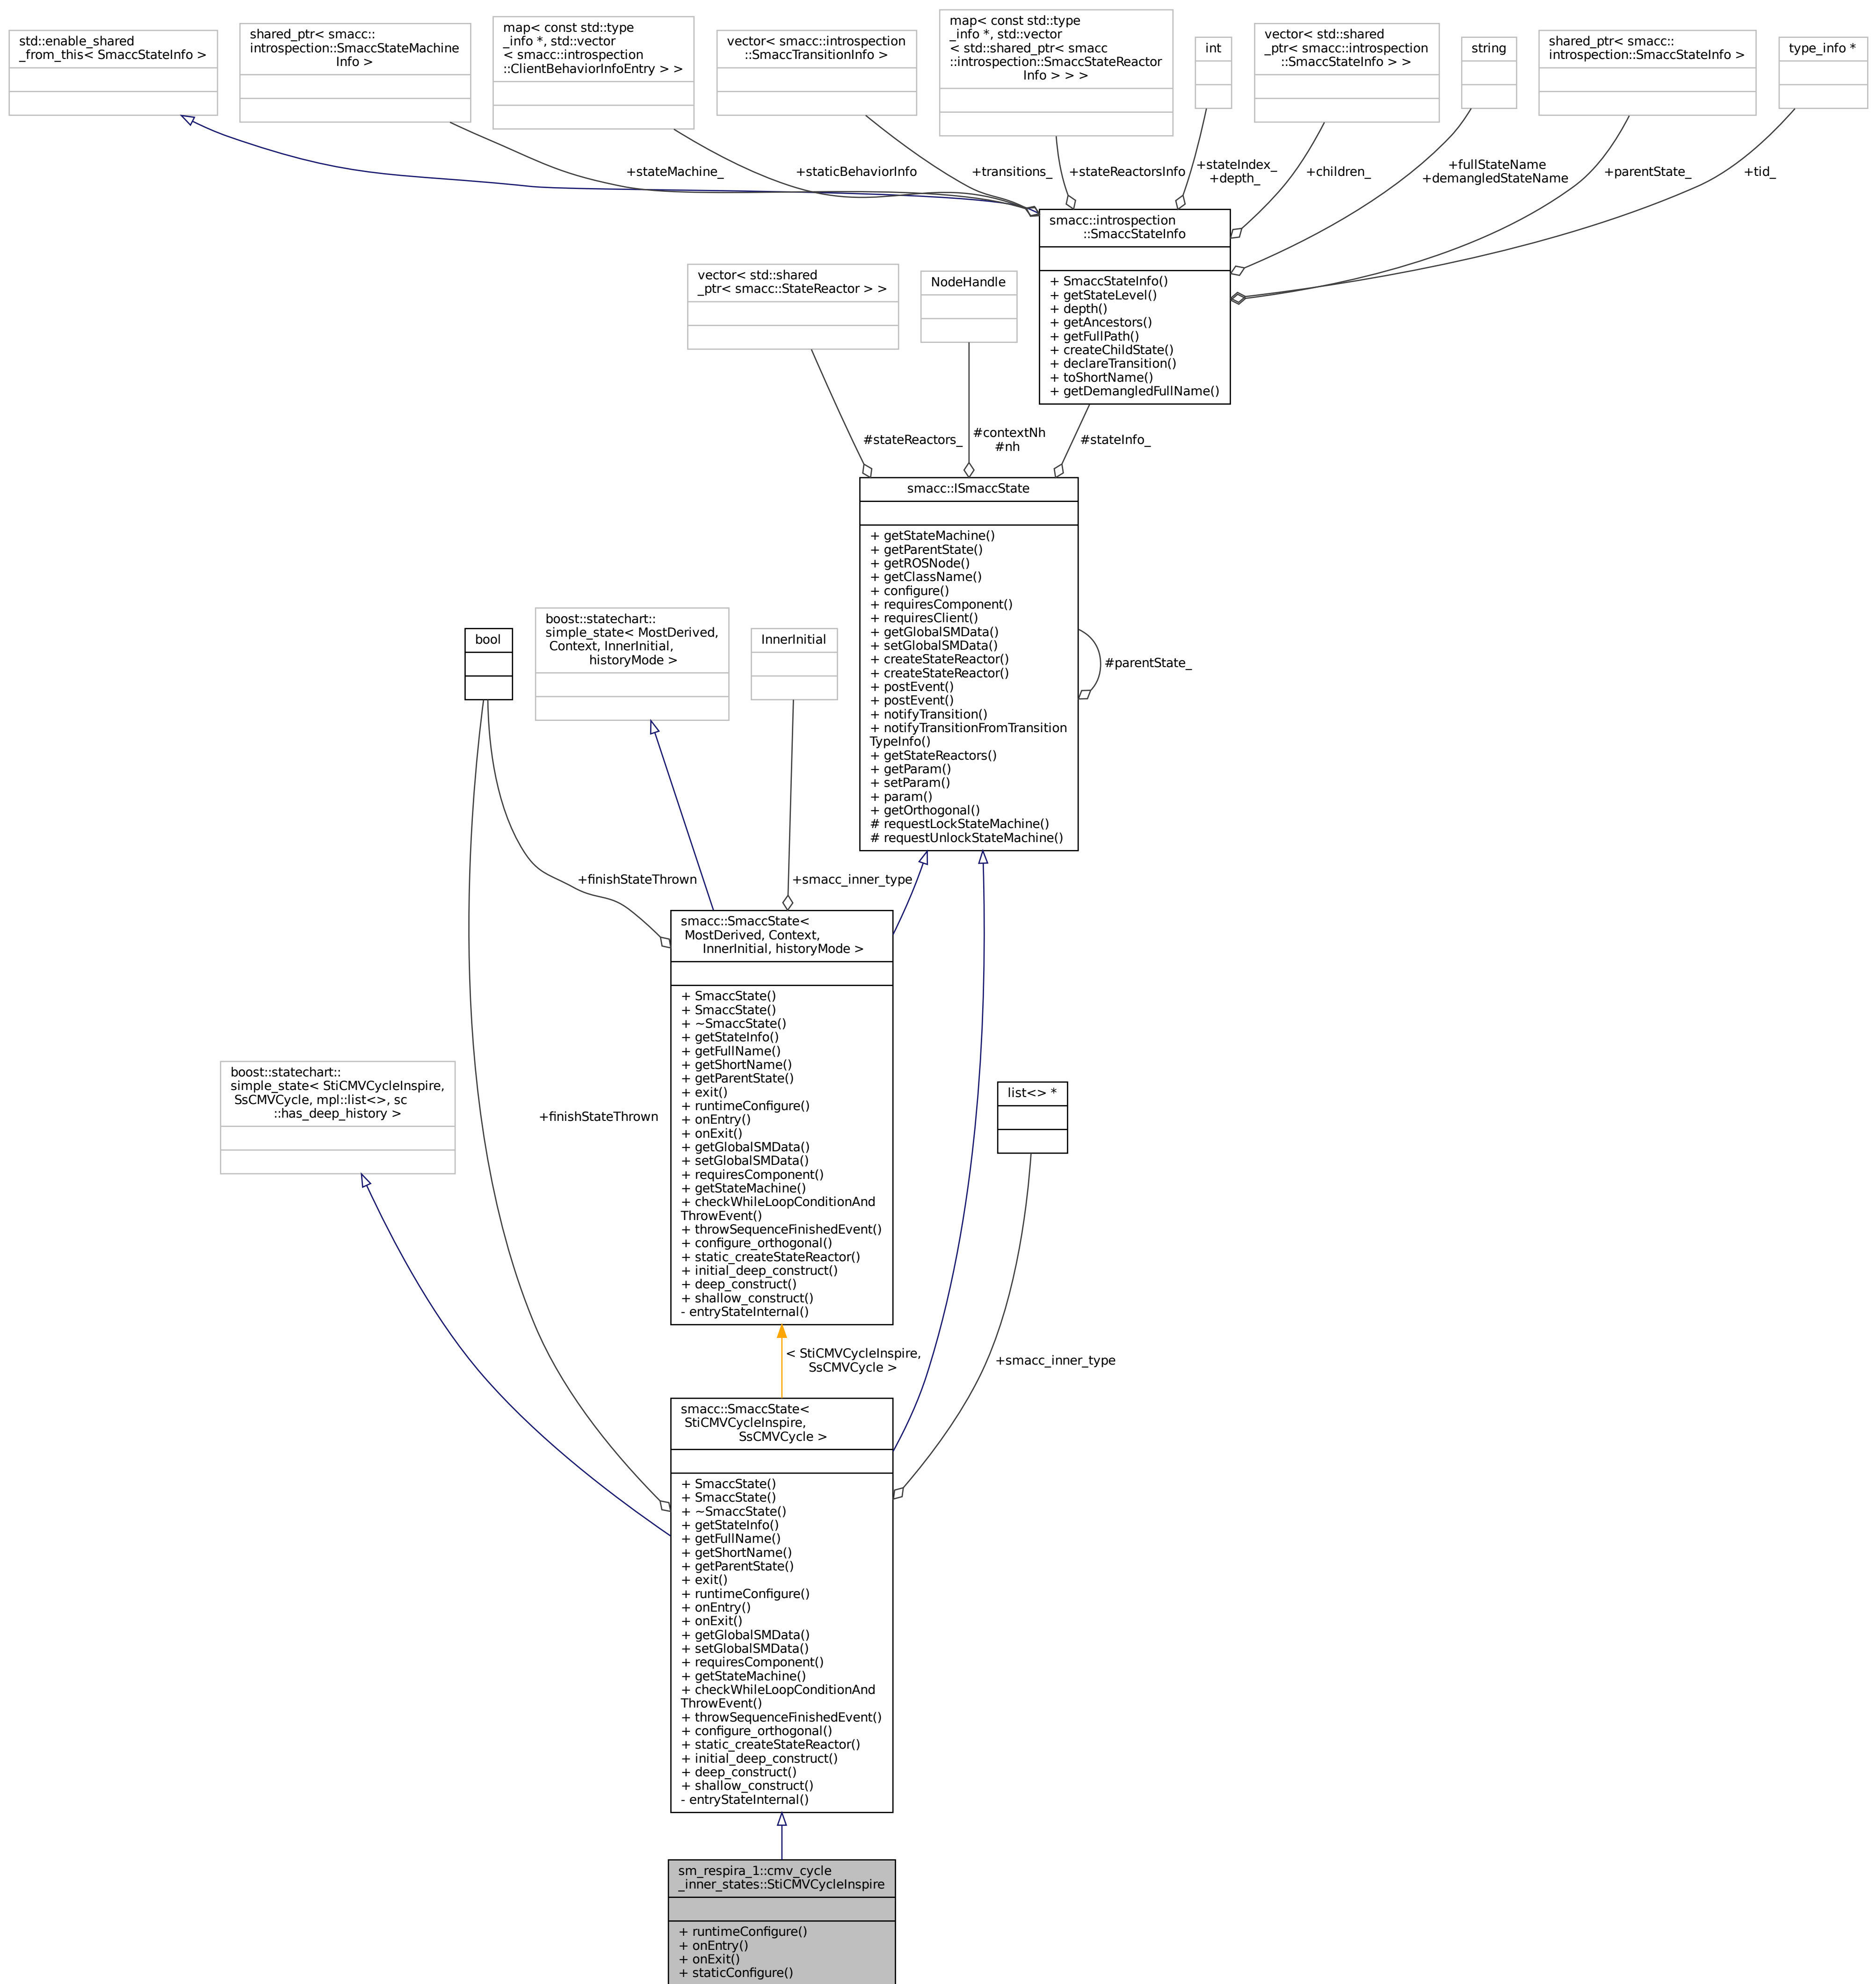 std::enable_shared
_from_this< SmaccStateInfo >
shared_ptr< smacc::
introspection::SmaccStateMachine
Info >
map< const std::type
_info *, std::vector
< smacc::introspection
::ClientBehaviorInfoEntry > >
vector< smacc::introspection
::SmaccTransitionInfo >
map< const std::type
_info *, std::vector
< std::shared_ptr< smacc
::introspection::SmaccStateReactor
Info > > >
int
vector< std::shared
_ptr< smacc::introspection
::SmaccStateInfo > >
string
shared_ptr< smacc::
introspection::SmaccStateInfo >
type_info *
+stateMachine_
+staticBehaviorInfo
+transitions_
+stateReactorsInfo
+stateIndex_
+depth_
+children_
+fullStateName
+demangledStateName
+parentState_
+tid_
smacc::introspection
::SmaccStateInfo
+ SmaccStateInfo()
+ getStateLevel()
+ depth()
+ getAncestors()
+ getFullPath()
+ createChildState()
+ declareTransition()
+ toShortName()
+ getDemangledFullName()
vector< std::shared
_ptr< smacc::StateReactor > >
NodeHandle
#stateReactors_
#contextNh
#nh
#stateInfo_
smacc::ISmaccState
+ getStateMachine()
+ getParentState()
+ getROSNode()
+ getClassName()
+ configure()
+ requiresComponent()
+ requiresClient()
+ getGlobalSMData()
+ setGlobalSMData()
+ createStateReactor()
+ createStateReactor()
+ postEvent()
+ postEvent()
+ notifyTransition()
+ notifyTransitionFromTransition
TypeInfo()
+ getStateReactors()
+ getParam()
+ setParam()
+ param()
+ getOrthogonal()
# requestLockStateMachine()
# requestUnlockStateMachine()
#parentState_
bool
boost::statechart::
simple_state< MostDerived,
Context, InnerInitial,
historyMode >
InnerInitial
+finishStateThrown
+smacc_inner_type
smacc::SmaccState<
MostDerived, Context,
InnerInitial, historyMode >
+ SmaccState()
+ SmaccState()
+ ~SmaccState()
+ getStateInfo()
+ getFullName()
+ getShortName()
+ getParentState()
+ exit()
+ runtimeConfigure()
+ onEntry()
+ onExit()
+ getGlobalSMData()
+ setGlobalSMData()
+ requiresComponent()
+ getStateMachine()
+ checkWhileLoopConditionAnd
ThrowEvent()
+ throwSequenceFinishedEvent()
+ configure_orthogonal()
+ static_createStateReactor()
+ initial_deep_construct()
+ deep_construct()
+ shallow_construct()
- entryStateInternal()
boost::statechart::
simple_state< StiCMVCycleInspire,
SsCMVCycle, mpl::list<>, sc
::has_deep_history >
+finishStateThrown
list<> *
< StiCMVCycleInspire,
SsCMVCycle >
+smacc_inner_type
smacc::SmaccState<
StiCMVCycleInspire,
SsCMVCycle >
+ SmaccState()
+ SmaccState()
+ ~SmaccState()
+ getStateInfo()
+ getFullName()
+ getShortName()
+ getParentState()
+ exit()
+ runtimeConfigure()
+ onEntry()
+ onExit()
+ getGlobalSMData()
+ setGlobalSMData()
+ requiresComponent()
+ getStateMachine()
+ checkWhileLoopConditionAnd
ThrowEvent()
+ throwSequenceFinishedEvent()
+ configure_orthogonal()
+ static_createStateReactor()
+ initial_deep_construct()
+ deep_construct()
+ shallow_construct()
- entryStateInternal()
sm_respira_1::cmv_cycle
_inner_states::StiCMVCycleInspire
+ runtimeConfigure()
+ onEntry()
+ onExit()
+ staticConfigure()